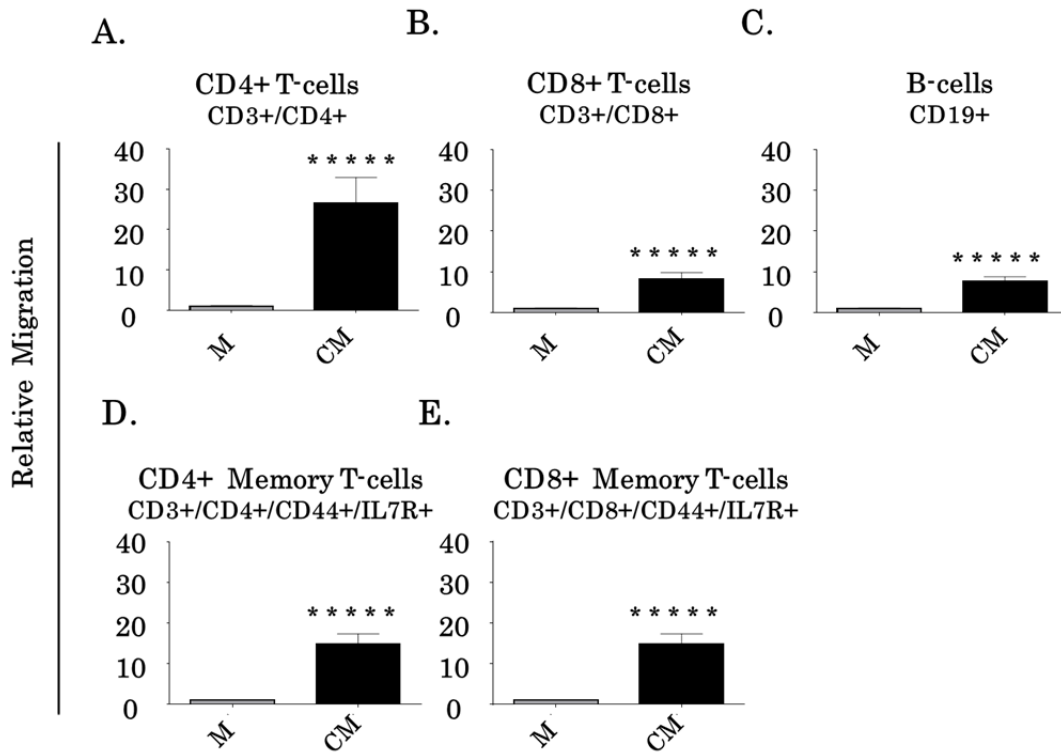 A.
CD4+ T-cells
CD3+/CD4+
40
30
20
10
0
* * * * *
M
CM
B.
CD8+ T-cells
CD3+/CD8+
40
30
20
10
0
* * * * *
M
CM
C.
B-cells
CD19+
40
30
20
10
0
* * * * *
M
CM
Relative Migration
D.
CD4+ Memory T-cells
CD3+/CD4+/CD44+/IL7R+
40
30
20
10
0
* * * * *
M
CM
E.
CD8+ Memory T-cells
CD3+/CD8+/CD44+/IL7R+
40
30
20
10
0
* * * * *
M
CM